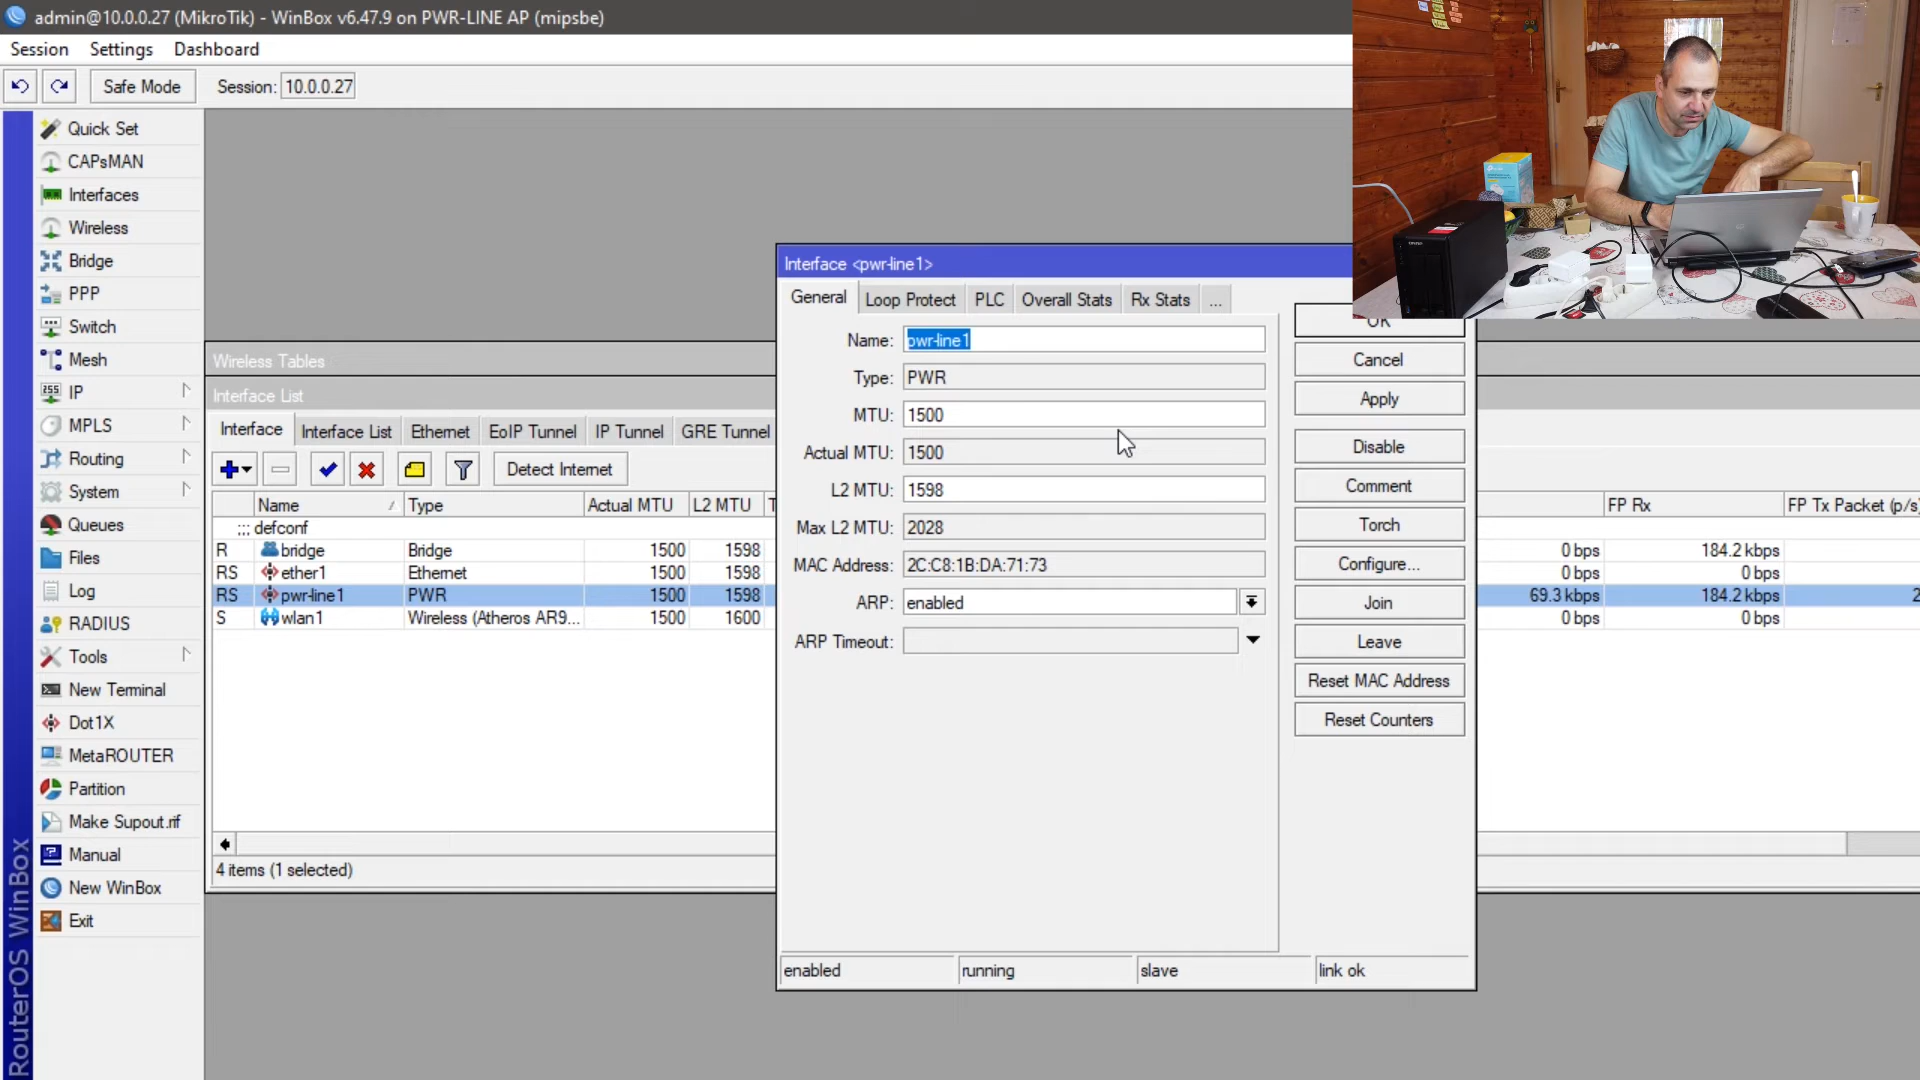 admin@10.0.0.27 (MikroTik) - WinBox v6.47.9 on PWR-LINE AP (mipsbe)
Session Settings Dashboard
Safe Mode Session: 10.0.0.27
Quick Set
CAPsMAN
Interfaces
Wireless
Bridge
PPP
Switch
Mesh
IP
MPLS
Routing
System
Queues
Files
Log
RADIUS
Tools
New Terminal
Dot1X
MetaROUTER
Partition
Make Supout.rif
Manual
New WinBox
Exit
RouterOS WinBox
Wireless Tables
Interface List
Interface Interface List Ethernet EoIP Tunnel IP Tunnel GRE Tunnel
Detect Internet
Name Type Actual MTU L2 MTU T FP Rx FP Tx Packet (p/s)
;;; defconf
R bridge Bridge 1500 1598 0 bps 184.2 kbps
RS ether1 Ethernet 1500 1598 0 bps 0 bps
RS pwr-line1 PWR 1500 1598 69.3 kbps 184.2 kbps 2
S wlan1 Wireless (Atheros AR9... 1500 1600 0 bps 0 bps
4 items (1 selected)
Interface <pwr-line1>
General Loop Protect PLC Overall Stats Rx Stats ...
Name: pwr-line1
Type: PWR
MTU: 1500
Actual MTU: 1500
L2 MTU: 1598
Max L2 MTU: 2028
MAC Address: 2C:C8:1B:DA:71:73
ARP: enabled
ARP Timeout:
OK
Cancel
Apply
Disable
Comment
Torch
Configure...
Join
Leave
Reset MAC Address
Reset Counters
enabled running slave link ok